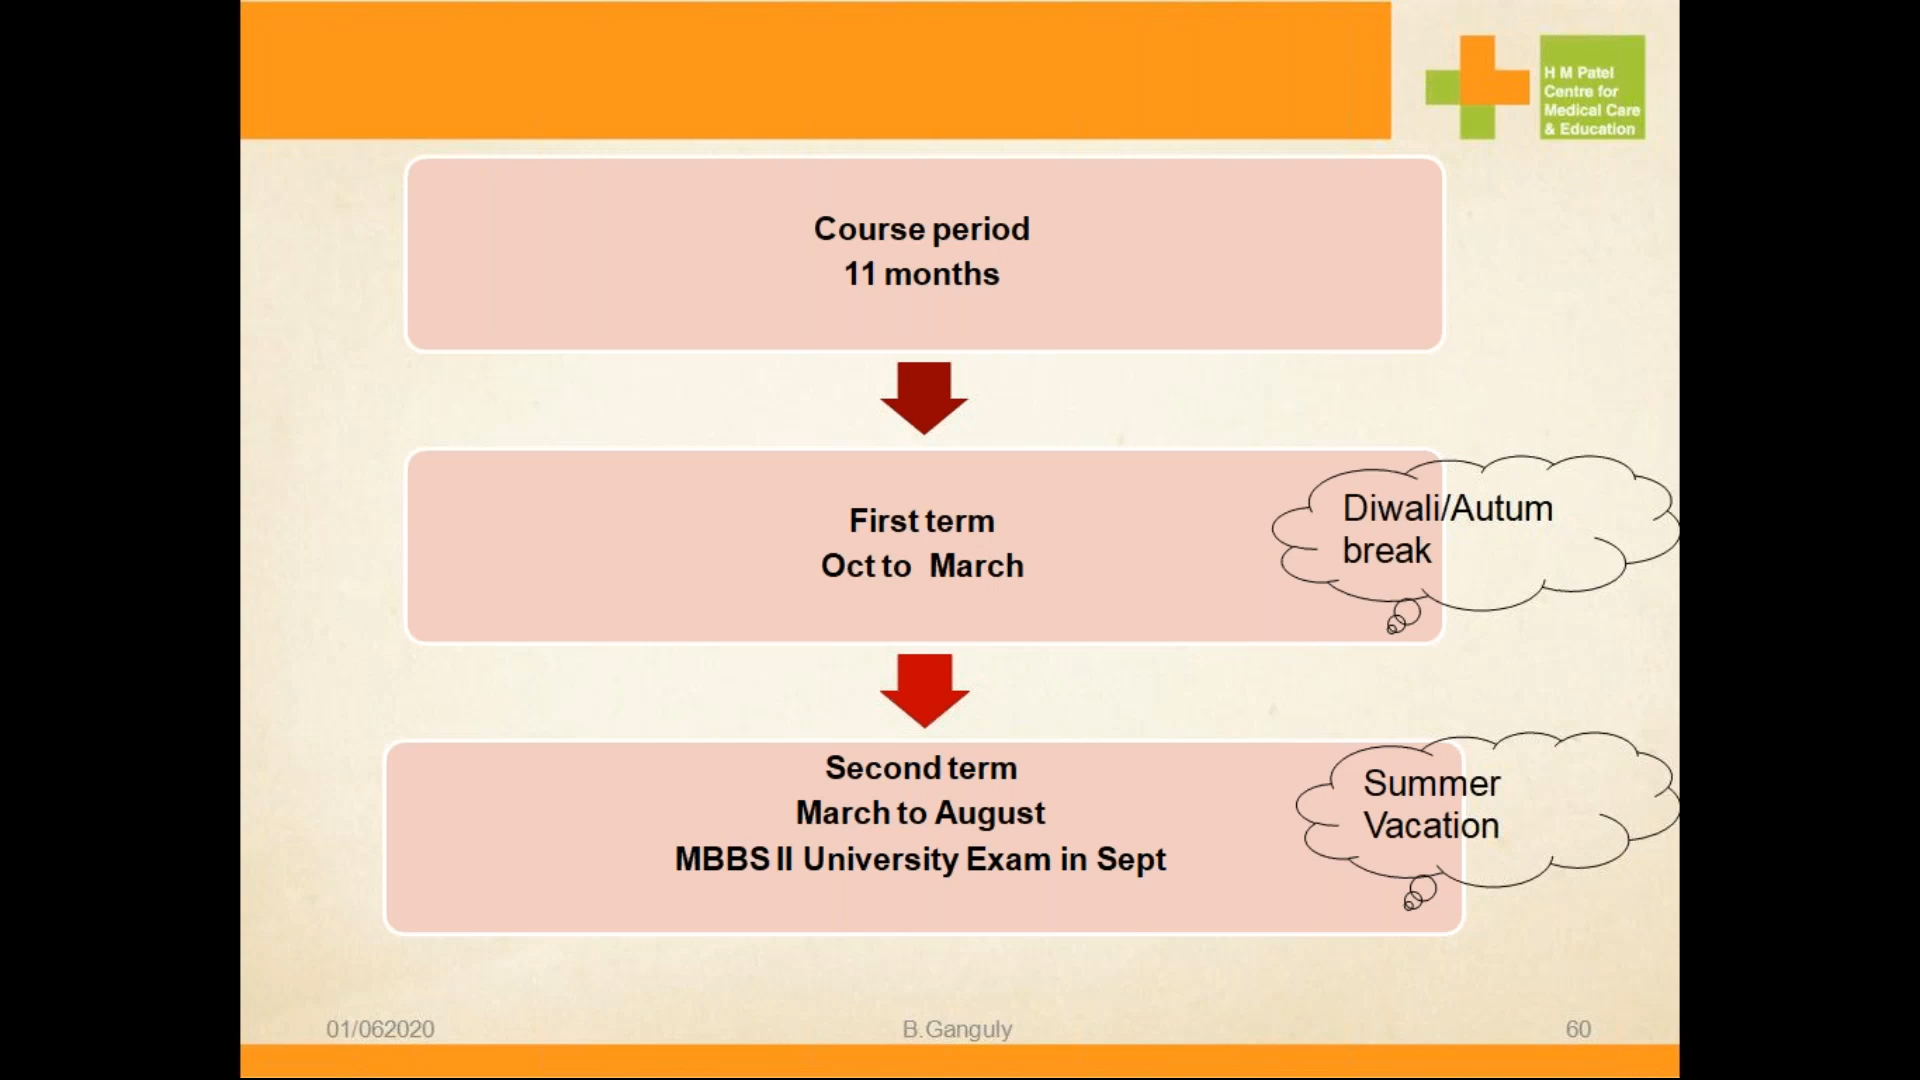 H M Patel
Centre for
Medical Care
& Education
Course period
11 months
First term
Oct to March
Diwali/Autum
break
Second term
March to August
MBBS II University Exam in Sept
Summer
Vacation
01/062020
B.Ganguly
60